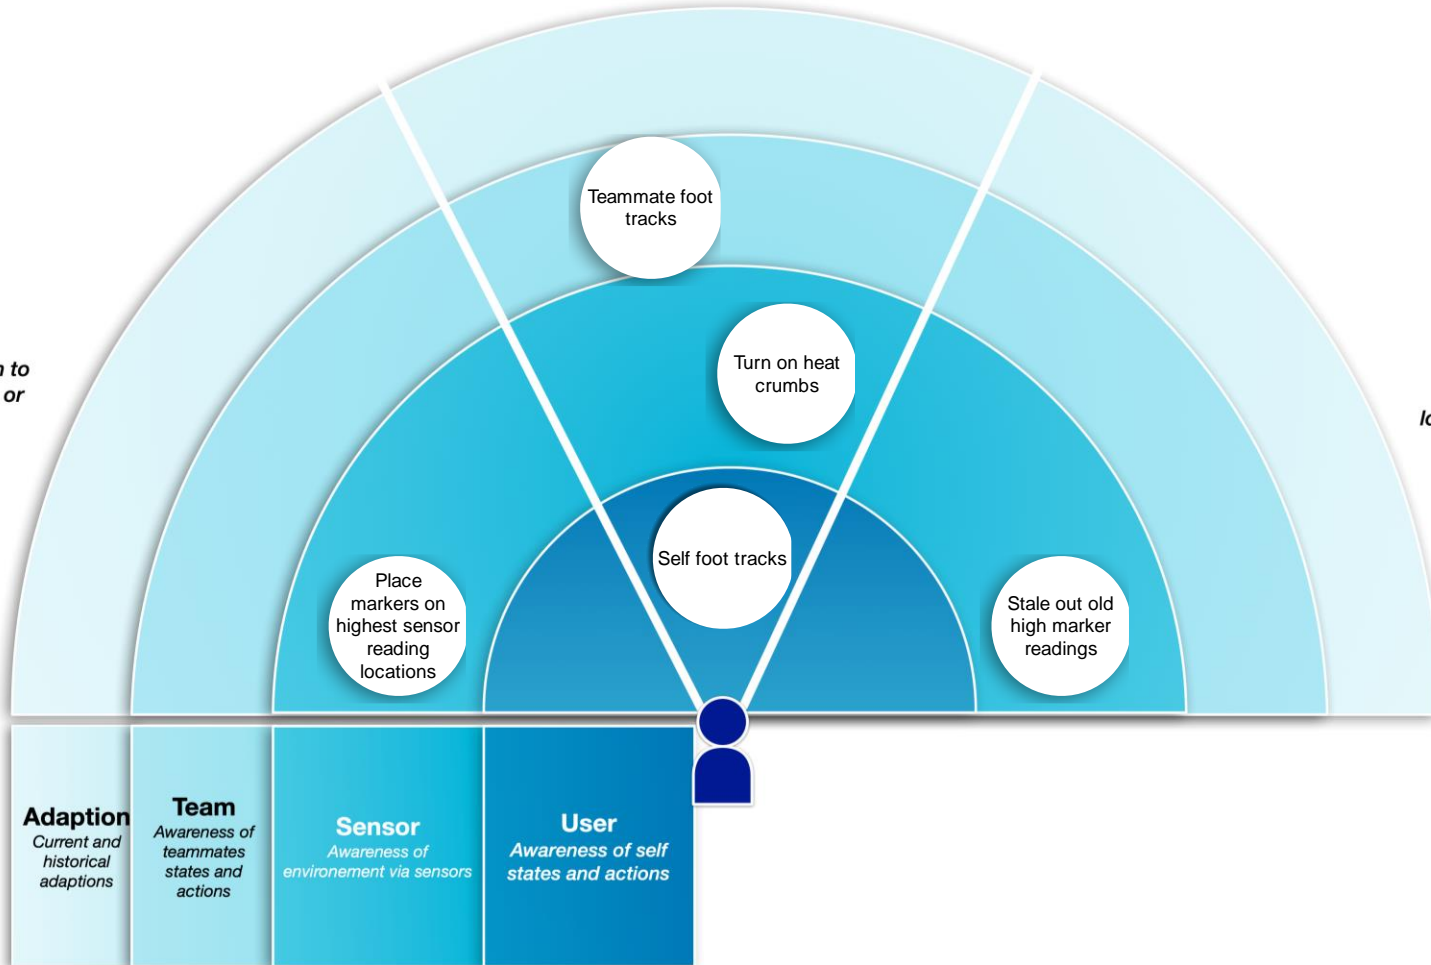 Teammate foot
tracks
Turn on heat
crumbs
to
or
Self foot tracks
Place
markers on
highest sensor
reading
locations
Stale out old
high marker
readings
Adaption
Current and
historical
adaptions
Team
Awareness of
teammates
states and
actions
Sensor
Awareness of
environement via sensors
User
Awareness of self
states and actions